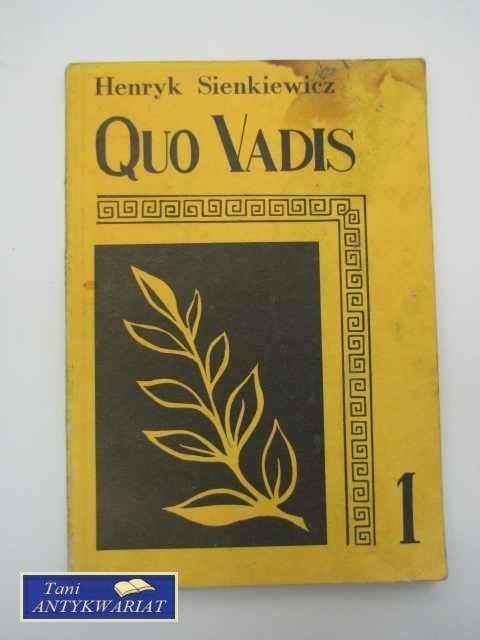 Henryk Sienkiewicz
QUO VADIS
1
Tani
ANTYKWARIAT